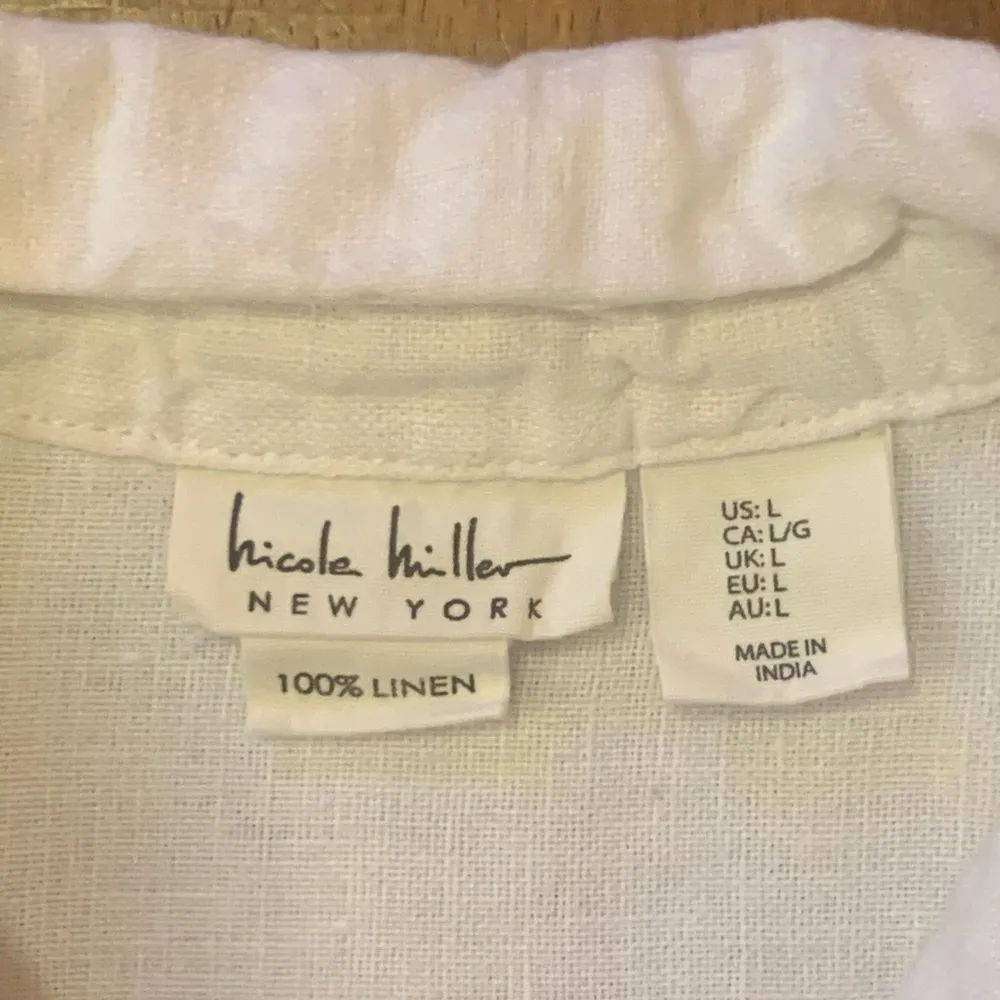 nicole miller
NEW YORK
100% LINEN
US: L
CA: L/G
UK: L
EU: L
AU: L
MADE IN
INDIA